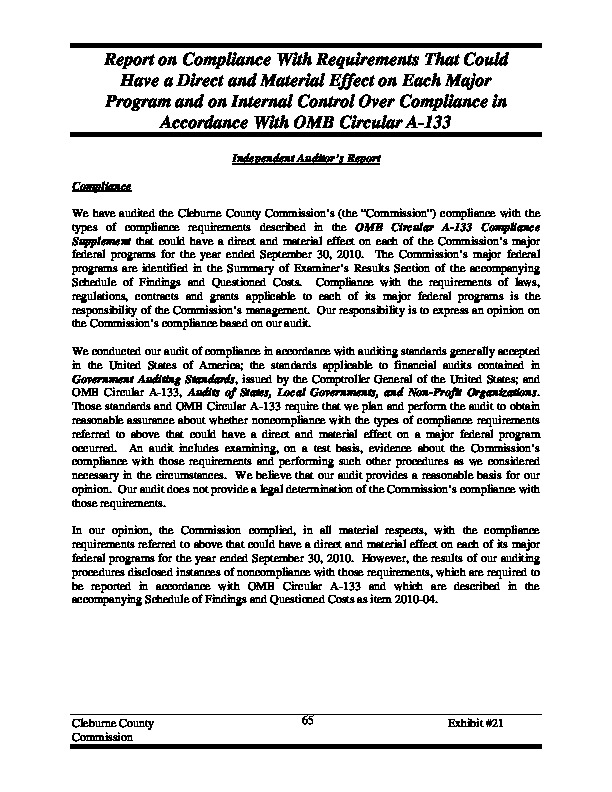 Report on Compliance With Requirements That Could
Have a Direct and Material Effect on Each Major
Program and on Internal Control Over Compliance in
Accordance With OMB Circular A-133
Independent Auditor's Report
Compliance
We have audited the Cleburne County Commission's (the "Commission") compliance with the
types of compliance requirements described in the OMB Circular A-133 Compliance
Supplement that could have a direct and material effect on each of the Commission's major
federal programs for the year ended September 30, 2010. The Commission's major federal
programs are identified in the Summary of Examiner's Results Section of the accompanying
Schedule of Findings and Questioned Costs. Compliance with the requirements of laws,
regulations, contracts and grants applicable to each of its major federal programs is the
responsibility of the Commission's management. Our responsibility is to express an opinion on
the Commission's compliance based on our audit.
We conducted our audit of compliance in accordance with auditing standards generally accepted
in the United States of America; the standards applicable to financial audits contained in
Government Auditing Standards, issued by the Comptroller General of the United States; and
OMB Circular A-133, Audits of States, Local Governments, and Non-Profit Organizations.
Those standards and OMB Circular A-133 require that we plan and perform the audit to obtain
reasonable assurance about whether noncompliance with the types of compliance requirements
referred to above that could have a direct and material effect on a major federal program
occurred. An audit includes examining, on a test basis, evidence about the Commission's
compliance with those requirements and performing such other procedures as we considered
necessary in the circumstances. We believe that our audit provides a reasonable basis for our
opinion. Our audit does not provide a legal determination of the Commission's compliance with
those requirements.
In our opinion, the Commission complied, in all material respects, with the compliance
requirements referred to above that could have a direct and material effect on each of its major
federal programs for the year ended September 30, 2010. However, the results of our auditing
procedures disclosed instances of noncompliance with those requirements, which are required to
be reported in accordance with OMB Circular A-133 and which are described in the
accompanying Schedule of Findings and Questioned Costs as item 2010-04.
Cleburne County 65 Exhibit #21
Commission